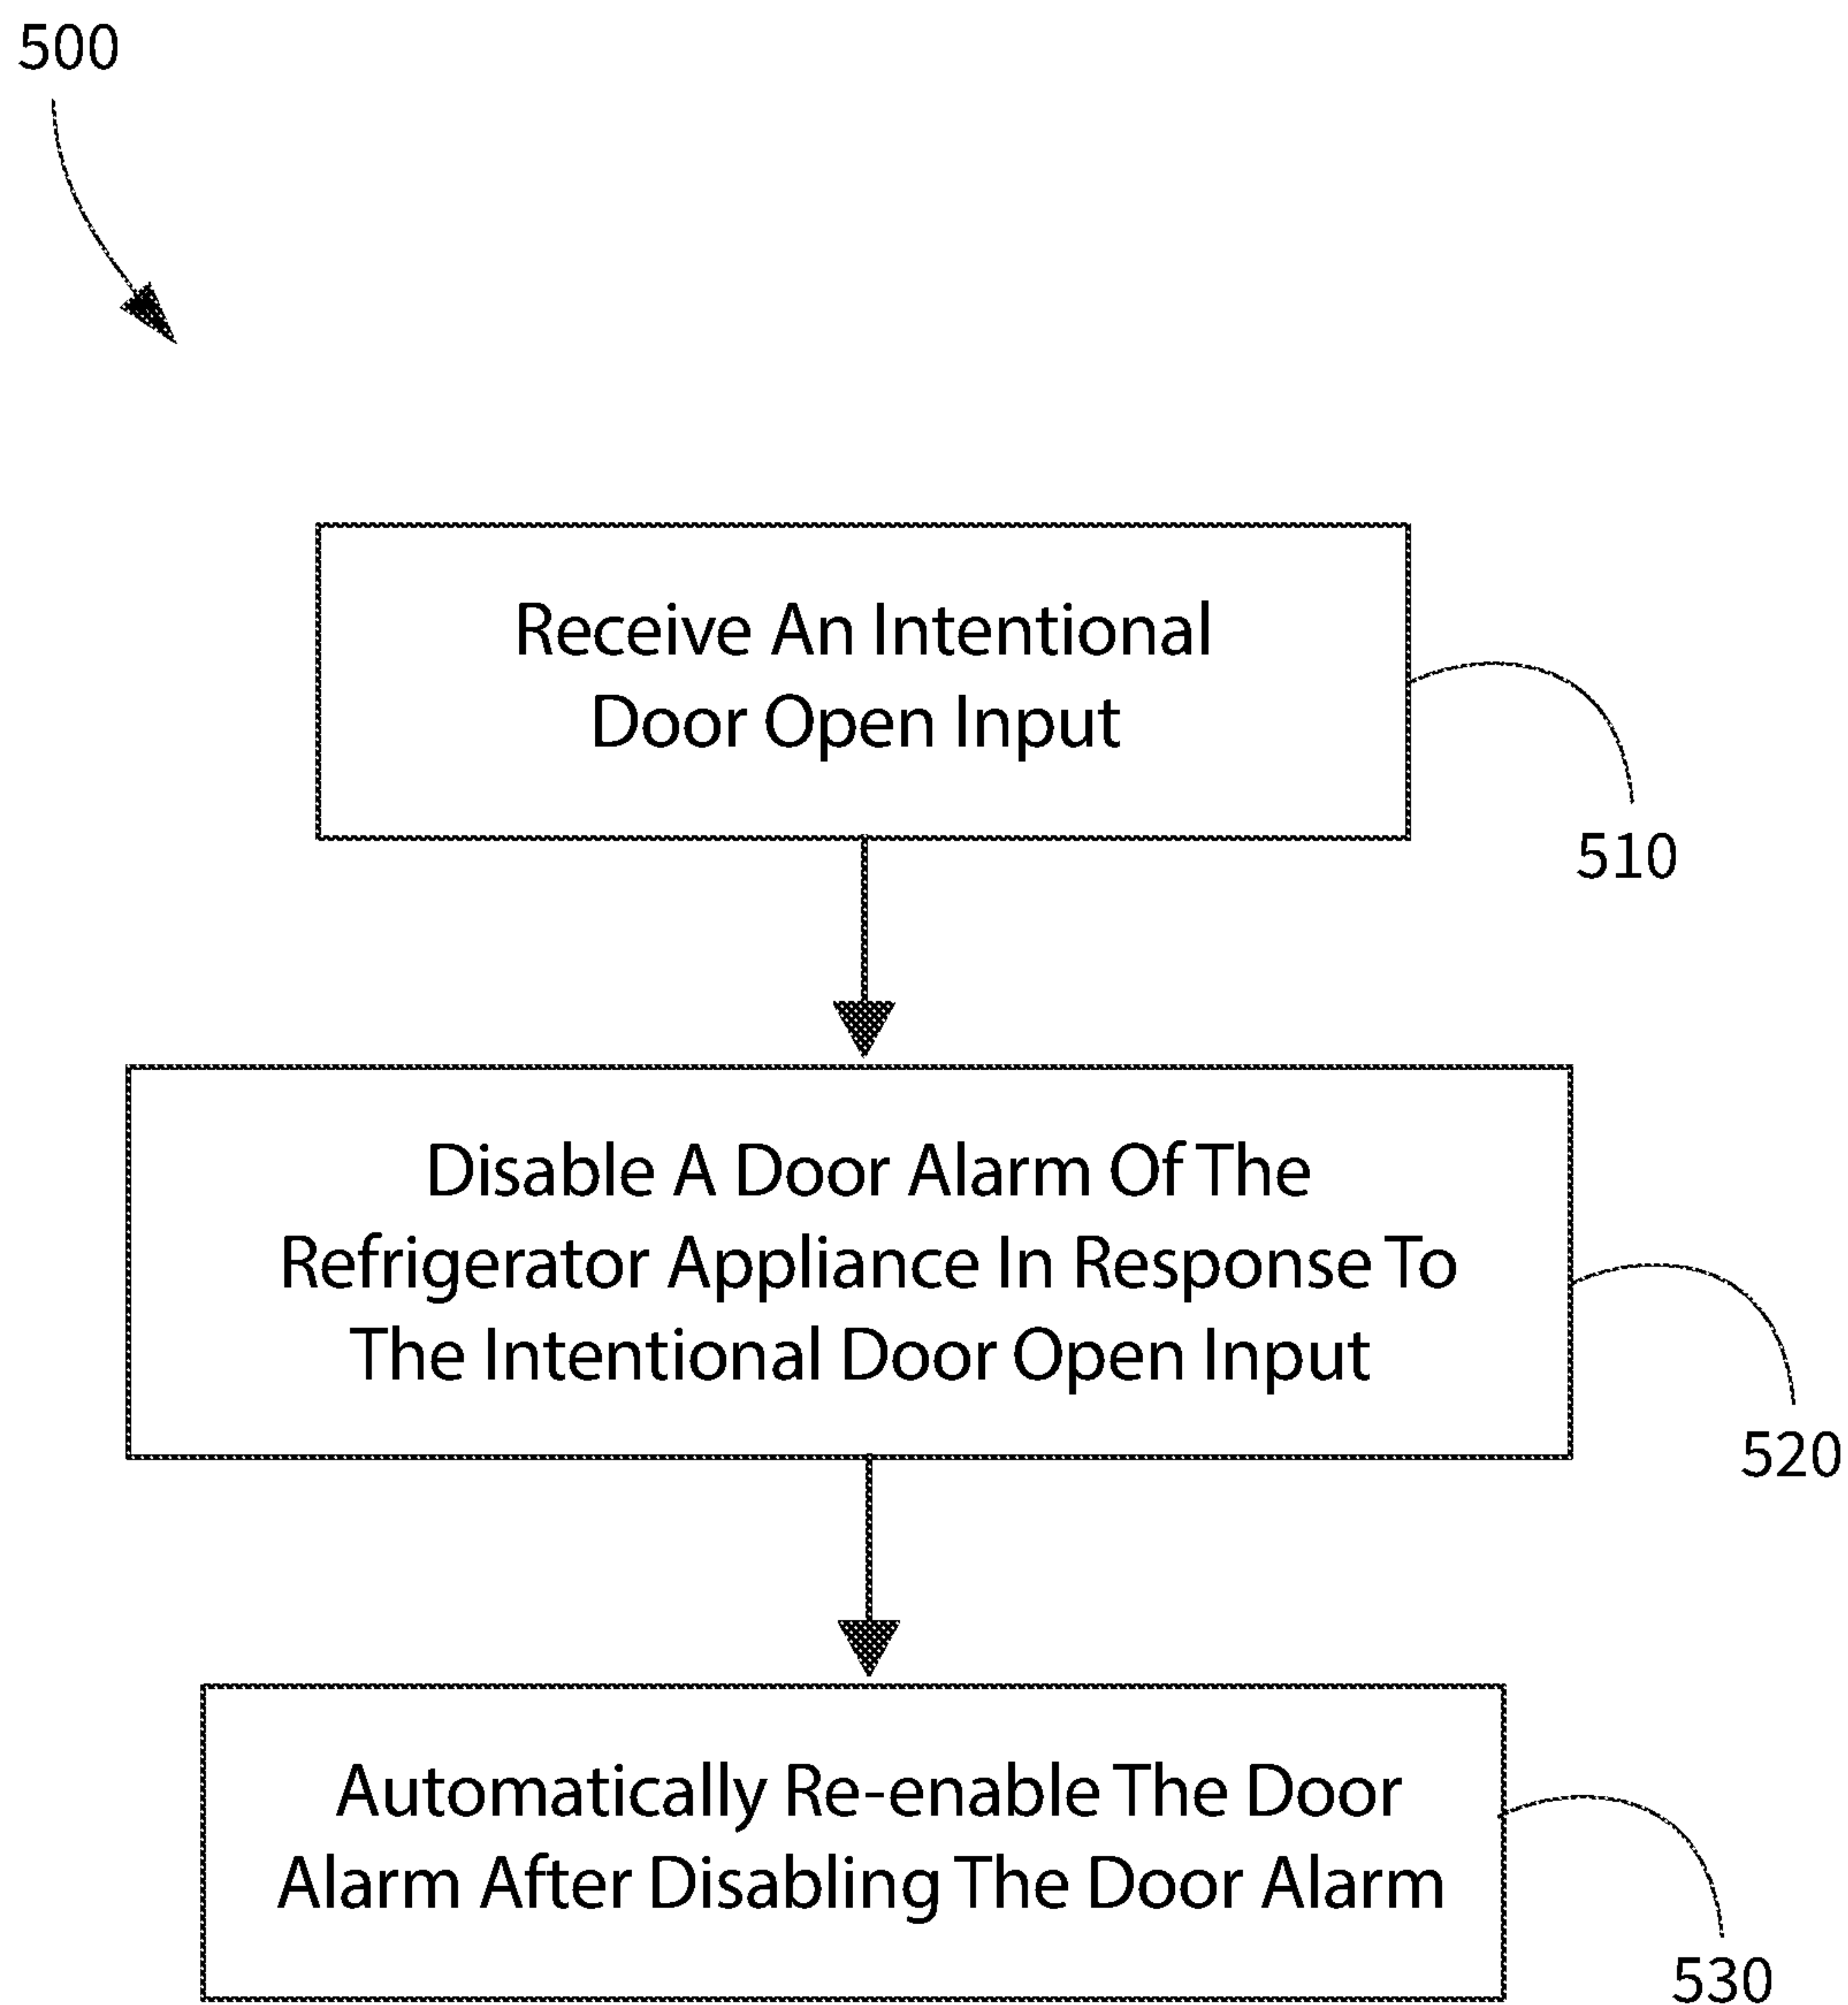 500
Receive An Intentional
Door Open Input
510
Disable A Door Alarm Of The
Refrigerator Appliance In Response To
The Intentional Door Open Input
520
Automatically Re-enable The Door
Alarm After Disabling The Door Alarm
530